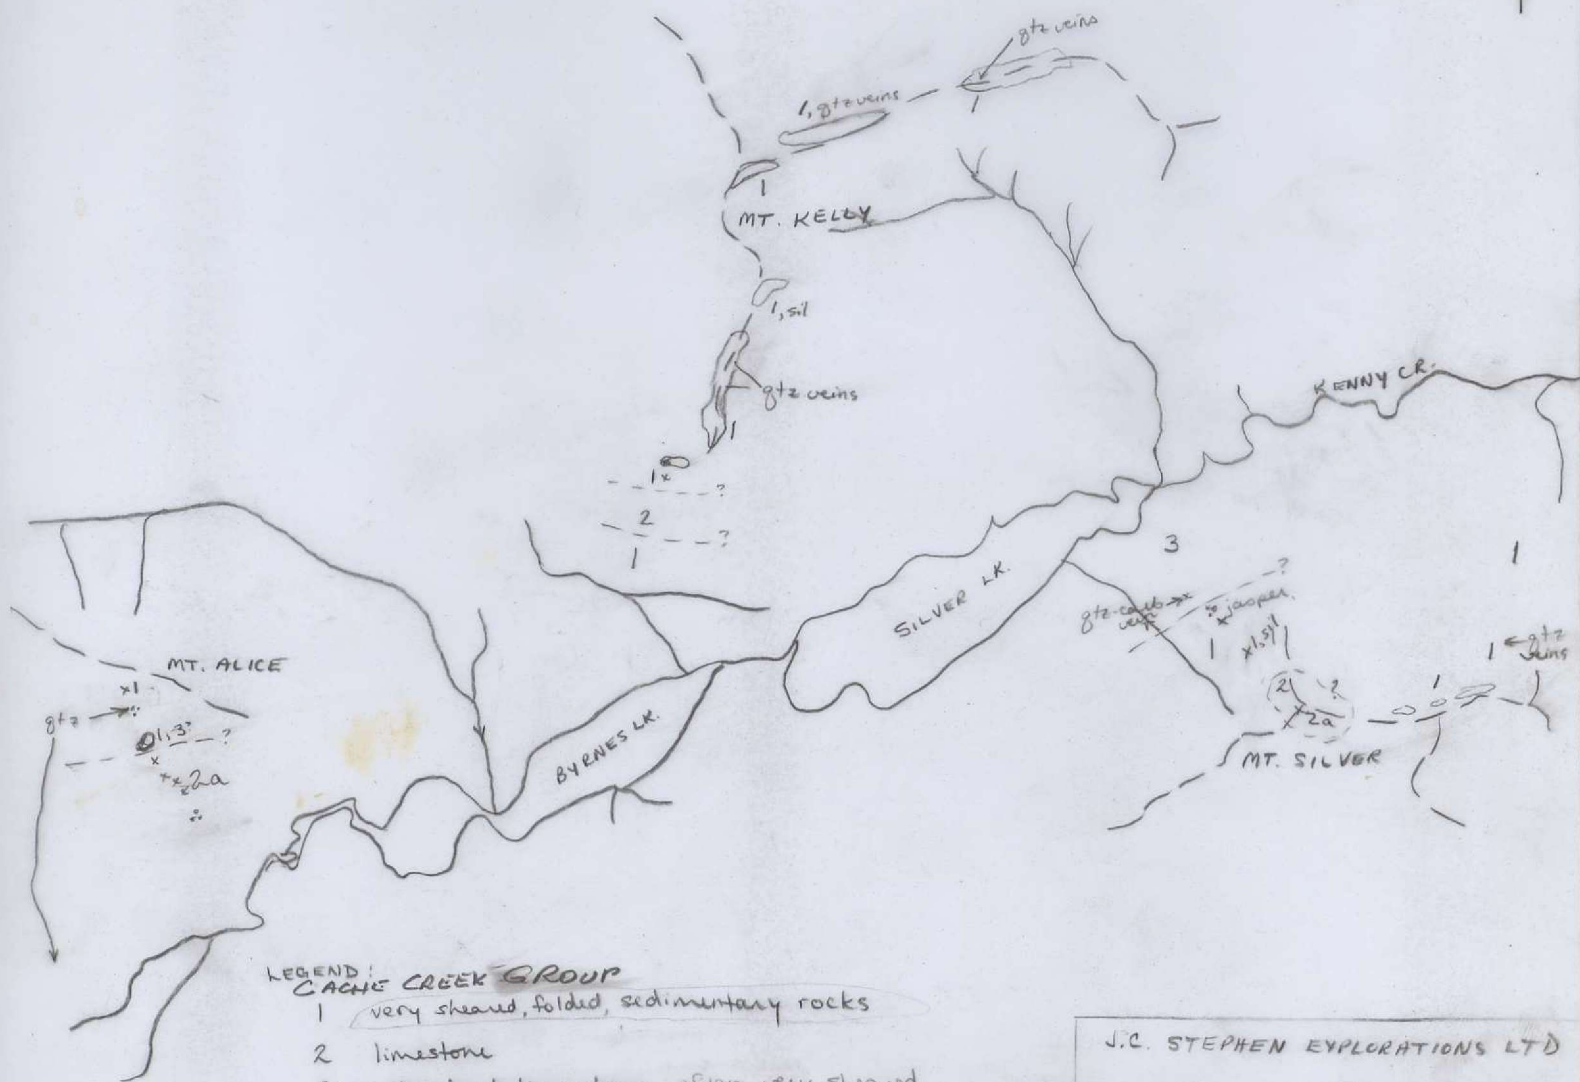 qtz veins
1, qtz veins
1
MT. KELLY
1, sil
qtz veins
1
KENNY CR.
1x
?
2
?
1
SILVER LK.
3
1
?
qtz-carb
vein
x
jasper
1
x1, sil
1
1
qtz
veins
MT. ALICE
x1
qtz
1,3?
?
x
x x x 2a
BYRNES LK.
2
?
x2a
1
MT. SILVER
LEGEND:
CACHE CREEK GROUP
1 very sheared, folded, sedimentary rocks
2 limestone
very sheared
J.C. STEPHEN EXPLORATIONS LTD